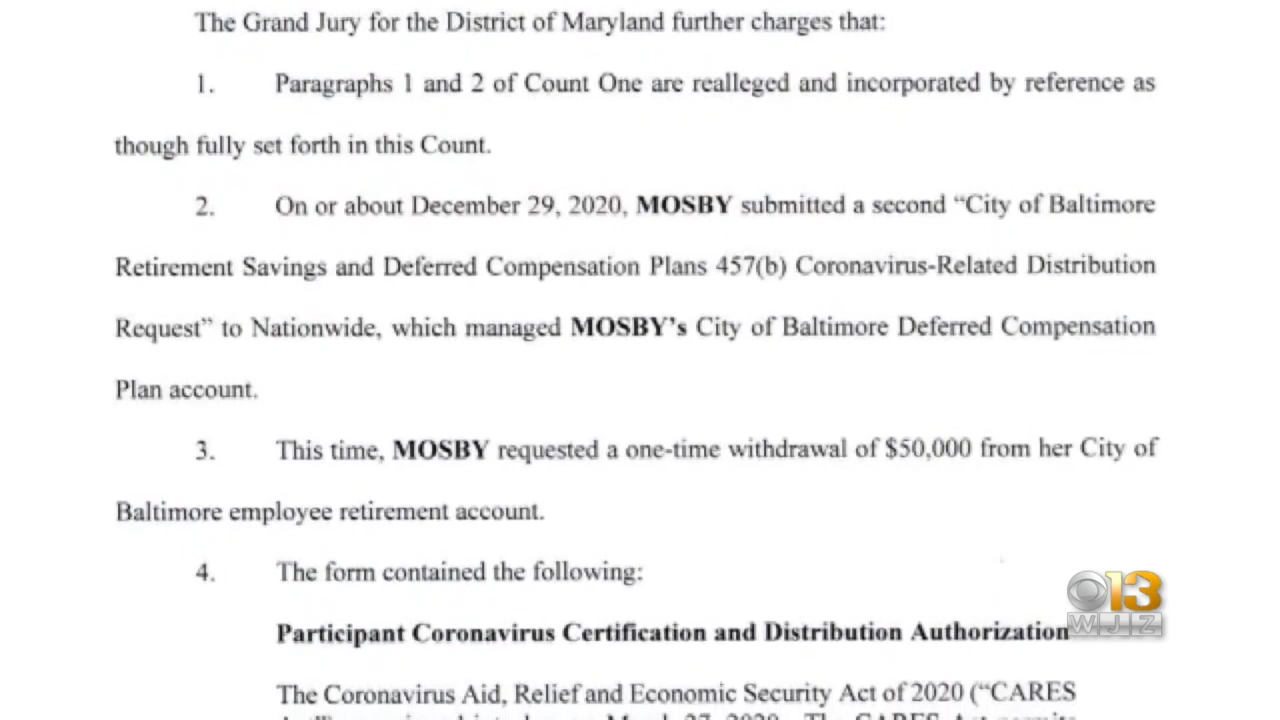 The Grand Jury for the District of Maryland further charges that:
1. Paragraphs 1 and 2 of Count One are realleged and incorporated by reference as
though fully set forth in this Count.
2. On or about December 29, 2020, MOSBY submitted a second “City of Baltimore
Retirement Savings and Deferred Compensation Plans 457(b) Coronavirus-Related Distribution
Request” to Nationwide, which managed MOSBY’s City of Baltimore Deferred Compensation
Plan account.
3. This time, MOSBY requested a one-time withdrawal of $50,000 from her City of
Baltimore employee retirement account.
4. The form contained the following:
13
WJZ
Participant Coronavirus Certification and Distribution Authorization
The Coronavirus Aid, Relief and Economic Security Act of 2020 (“CARES